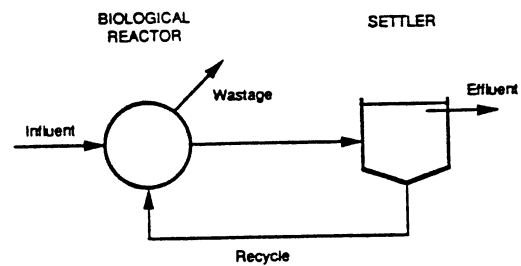 BIOLOGICAL
REACTOR
SETTLER
Wastage
Effluent
Influent
Recycle